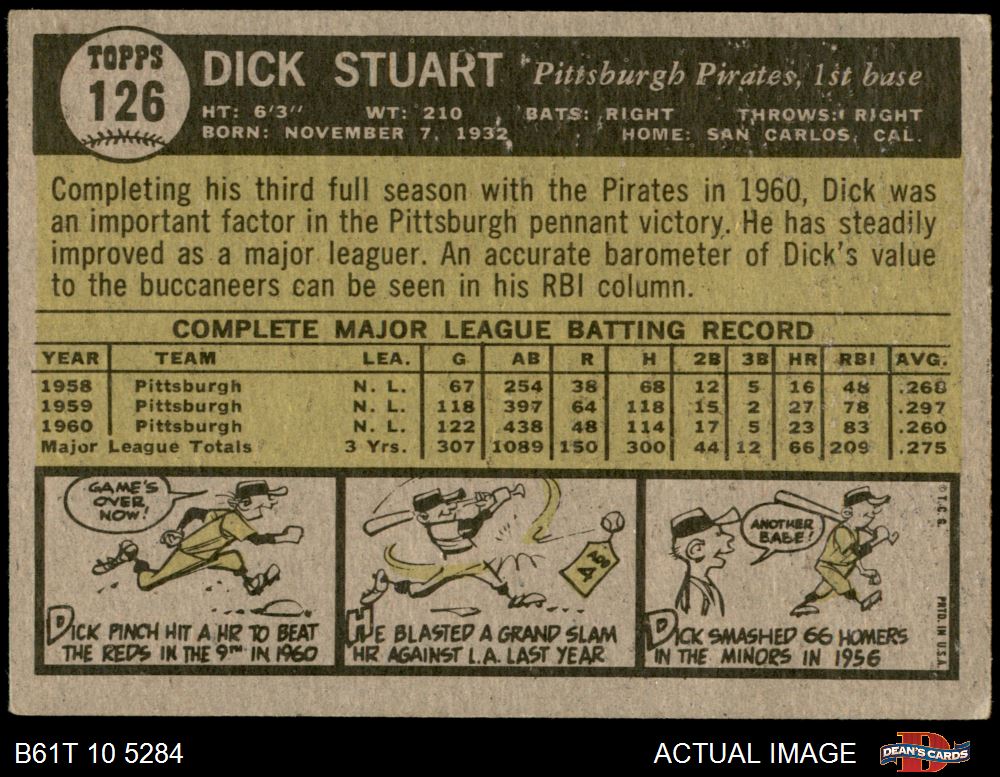 TOPPS
126
DICK STUART Pittsburgh Pirates, 1st base
HT: 6'3" WT: 210 BATS: RIGHT THROWS: RIGHT
BORN: NOVEMBER 7, 1932 HOME: SAN CARLOS, CAL.
Completing his third full season with the Pirates in 1960, Dick was
an important factor in the Pittsburgh pennant victory. He has steadily
improved as a major leaguer. An accurate barometer of Dick's value
to the buccaneers can be seen in his RBI column.
COMPLETE MAJOR LEAGUE BATTING RECORD
YEAR TEAM LEA. G AB R H 2B 3B HR RBI AVG.
1958 Pittsburgh N. L. 67 254 38 68 12 5 16 48 .268
1959 Pittsburgh N. L. 118 397 64 118 15 2 27 78 .297
1960 Pittsburgh N. L. 122 438 48 114 17 5 23 83 .260
Major League Totals 3 Yrs. 307 1089 150 300 44 12 66 209 .275
GAME'S
OVER
NOW!
DICK PINCH HIT A HR TO BEAT
THE REDS IN THE 9TH IN 1960
ADD
4
HE BLASTED A GRAND SLAM
HR AGAINST L.A. LAST YEAR
ANOTHER
BABE!
DICK SMASHED 66 HOMERS
IN THE MINORS IN 1956
© T.C.G.
PRTD. IN U.S.A.
B61T 10 5284
ACTUAL IMAGE
DEAN'S CARDS